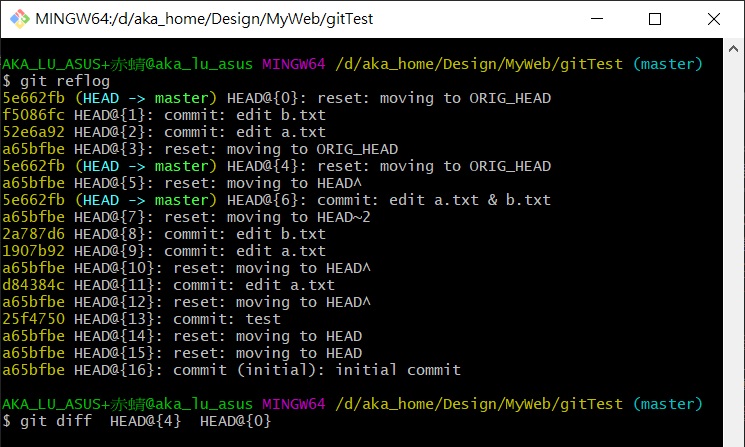 MINGW64:/d/aka_home/Design/MyWeb/gitTest
AKA_LU_ASUS+赤蜻@aka_lu_asus MINGW64 /d/aka_home/Design/MyWeb/gitTest (master)
$ git reflog
5e662fb (HEAD -> master) HEAD@{0}: reset: moving to ORIG_HEAD
f5086fc HEAD@{1}: commit: edit b.txt
52e6a92 HEAD@{2}: commit: edit a.txt
a65bfbe HEAD@{3}: reset: moving to ORIG_HEAD
5e662fb (HEAD -> master) HEAD@{4}: reset: moving to ORIG_HEAD
a65bfbe HEAD@{5}: reset: moving to HEAD^
5e662fb (HEAD -> master) HEAD@{6}: commit: edit a.txt & b.txt
a65bfbe HEAD@{7}: reset: moving to HEAD~2
2a787d6 HEAD@{8}: commit: edit b.txt
1907b92 HEAD@{9}: commit: edit a.txt
a65bfbe HEAD@{10}: reset: moving to HEAD^
d84384c HEAD@{11}: commit: edit a.txt
a65bfbe HEAD@{12}: reset: moving to HEAD^
25f4750 HEAD@{13}: commit: test
a65bfbe HEAD@{14}: reset: moving to HEAD
a65bfbe HEAD@{15}: reset: moving to HEAD
a65bfbe HEAD@{16}: commit (initial): initial commit
AKA_LU_ASUS+赤蜻@aka_lu_asus MINGW64 /d/aka_home/Design/MyWeb/gitTest (master)
$ git diff  HEAD@{4}  HEAD@{0}